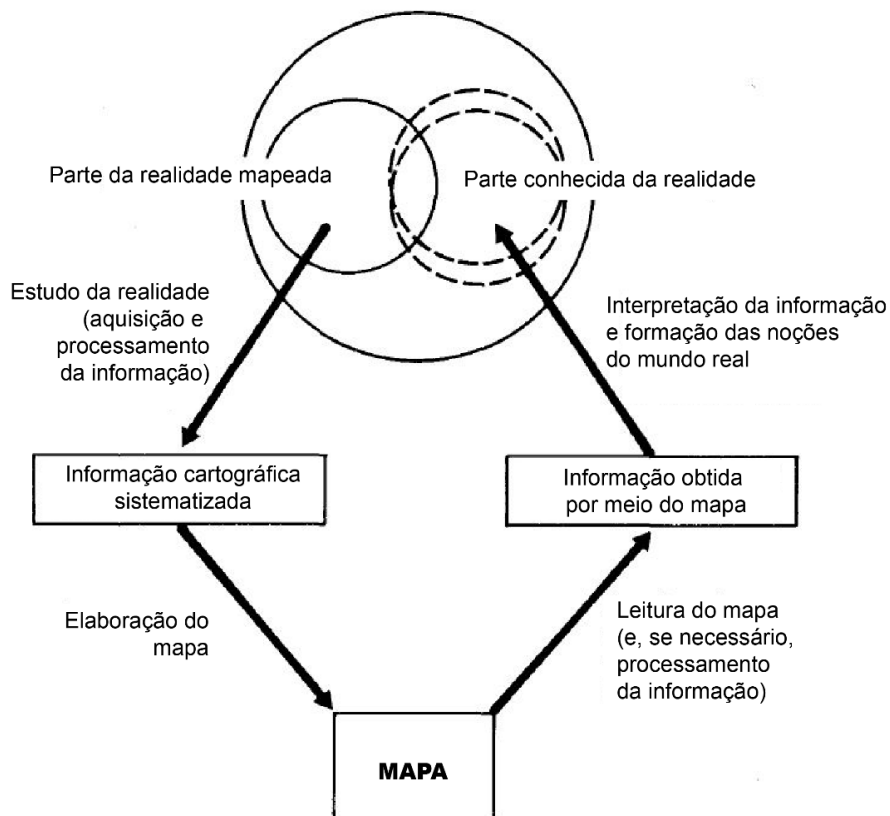 Parte da realidade mapeada
Parte conhecida da realidade
Estudo da realidade
(aquisição e
processamento
da informação)
Interpretação da informação
e formação das noções
do mundo real
Informação cartográfica
sistematizada
Informação obtida
por meio do mapa
Elaboração do
mapa
Leitura do mapa
(e, se necessário,
processamento
da informação)
MAPA